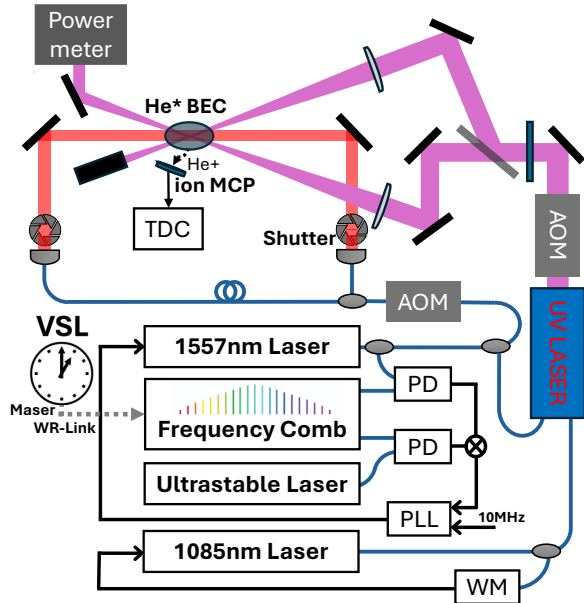 Power
meter
He* BEC
He+
ion MCP
TDC
Shutter
AOM
AOM
UV LASER
VSL
Maser
WR-Link
1557nm Laser
PD
Frequency Comb
PD
Ultrastable Laser
PLL
10MHz
1085nm Laser
WM